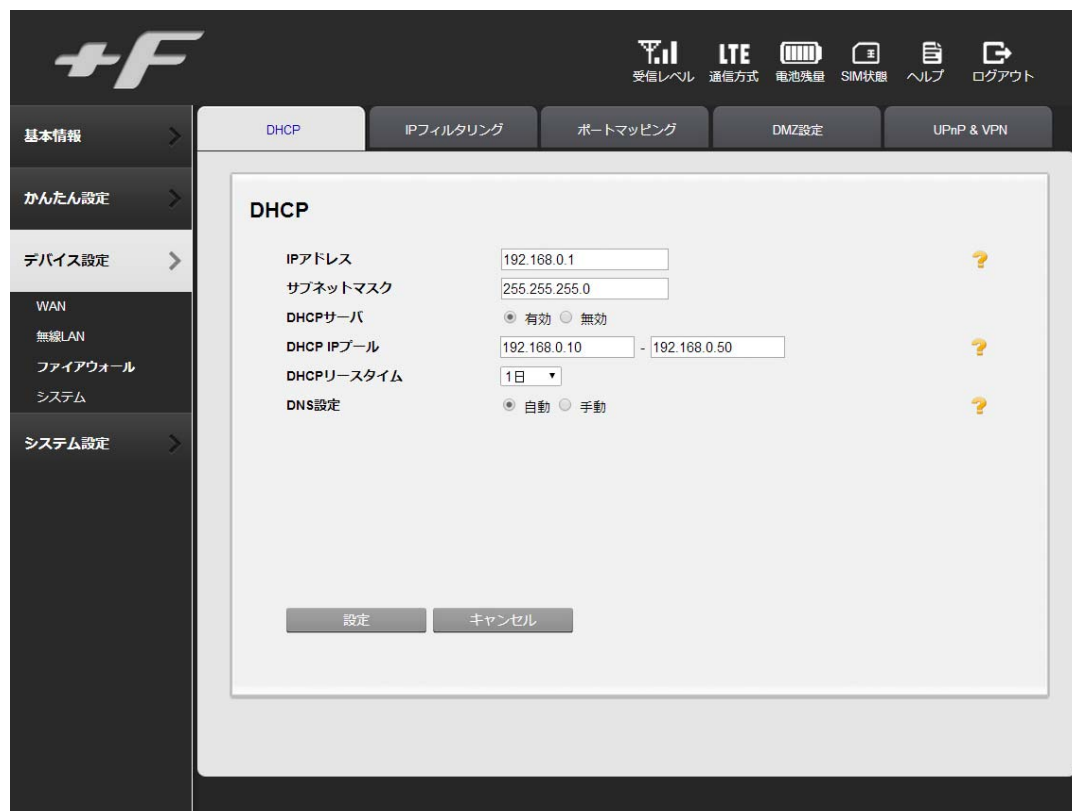 +F
受信レベル 通信方式 電池残量 SIM状態 ヘルプ ログアウト
LTE
基本情報
かんたん設定
デバイス設定
WAN
無線LAN
ファイアウォール
システム
システム設定
DHCP IPフィルタリング ポートマッピング DMZ設定 UPnP & VPN
DHCP
IPアドレス 192.168.0.1 ?
サブネットマスク 255.255.255.0
DHCPサーバ 有効 無効
DHCP IPプール 192.168.0.10 - 192.168.0.50 ?
DHCPリースタイム 1日
DNS設定 自動 手動 ?
設定 キャンセル